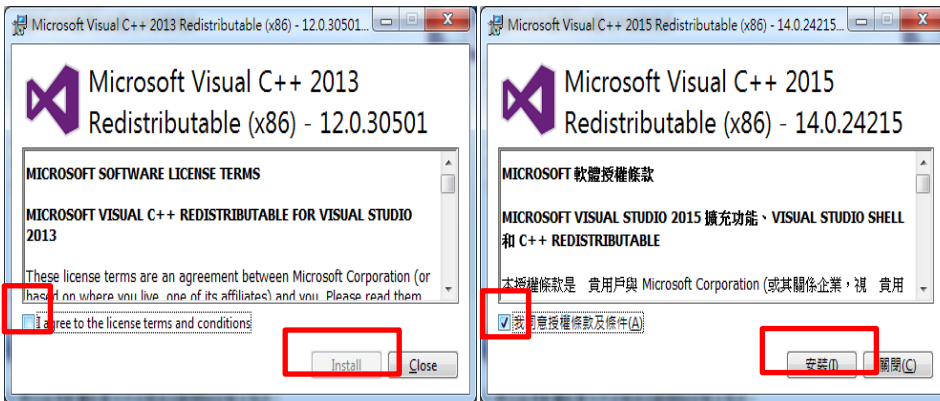 Microsoft Visual C++ 2013 Redistributable (x86) - 12.0.30501...
Microsoft Visual C++ 2013
Redistributable (x86) - 12.0.30501
MICROSOFT SOFTWARE LICENSE TERMS
MICROSOFT VISUAL C++ REDISTRIBUTABLE FOR VISUAL STUDIO
2013
These license terms are an agreement between Microsoft Corporation (or
based on where you live, one of its affiliates) and you. Please read them
I agree to the license terms and conditions
Install
Close
Microsoft Visual C++ 2015 Redistributable (x86) - 14.0.24215...
Microsoft Visual C++ 2015
Redistributable (x86) - 14.0.24215
MICROSOFT 軟體授權條款
MICROSOFT VISUAL STUDIO 2015 擴充功能、VISUAL STUDIO SHELL
和 C++ REDISTRIBUTABLE
本授權條款是 貴用戶與 Microsoft Corporation (或其關係企業,視 貴用
我同意授權條款及條件(A)
安裝(I)
關閉(C)